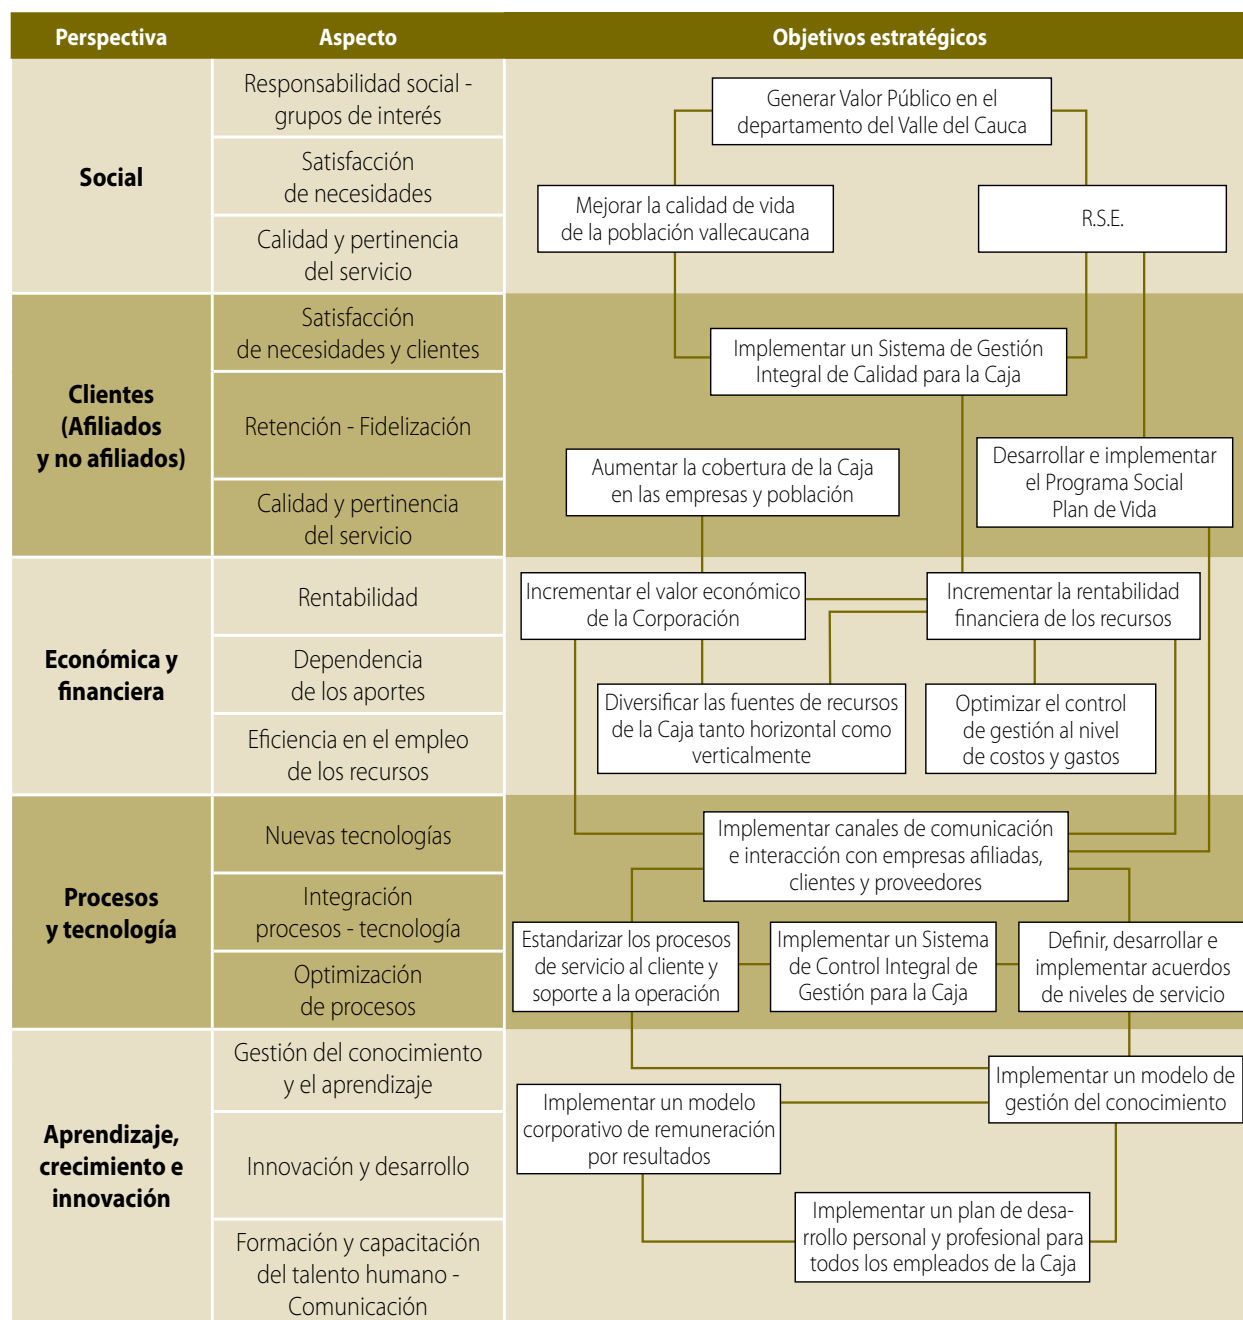 Perspectiva
Aspecto
Objetivos estratégicos
Social
Responsabilidad social -
grupos de interés
Satisfacción
de necesidades
Calidad y pertinencia
del servicio
Generar Valor Público en el
departamento del Valle del Cauca
Mejorar la calidad de vida
de la población vallecaucana
R.S.E.
Clientes
(Afiliados
y no afiliados)
Satisfacción
de necesidades y clientes
Retención - Fidelización
Calidad y pertinencia
del servicio
Implementar un Sistema de Gestión
Integral de Calidad para la Caja
Aumentar la cobertura de la Caja
en las empresas y población
Desarrollar e implementar
el Programa Social
Plan de Vida
Económica y
financiera
Rentabilidad
Dependencia
de los aportes
Eficiencia en el empleo
de los recursos
Incrementar el valor económico
de la Corporación
Incrementar la rentabilidad
financiera de los recursos
Diversificar las fuentes de recursos
de la Caja tanto horizontal como
verticalmente
Optimizar el control
de gestión al nivel
de costos y gastos
Procesos
y tecnología
Nuevas tecnologías
Integración
procesos - tecnología
Optimización
de procesos
Implementar canales de comunicación
e interacción con empresas afiliadas,
clientes y proveedores
Estandarizar los procesos
de servicio al cliente y
soporte a la operación
Implementar un Sistema
de Control Integral de
Gestión para la Caja
Definir, desarrollar e
implementar acuerdos
de niveles de servicio
Aprendizaje,
crecimiento e
innovación
Gestión del conocimiento
y el aprendizaje
Innovación y desarrollo
Formación y capacitación
del talento humano -
Comunicación
Implementar un modelo de
gestión del conocimiento
Implementar un modelo
corporativo de remuneración
por resultados
Implementar un plan de desa-
rrollo personal y profesional para
todos los empleados de la Caja